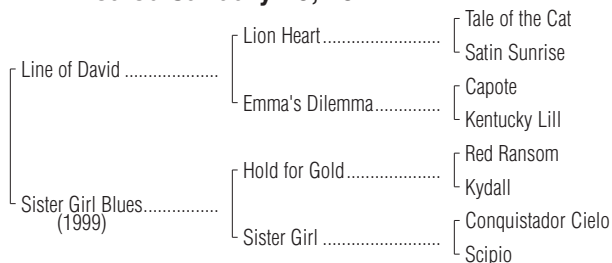 Tale of the Cat
Lion Heart
Satin Sunrise
Line of David
Capote
Emma's Dilemma
Kentucky Lill
Red Ransom
Hold for Gold
Kydall
Sister Girl Blues
(1999)
Conquistador Cielo
Sister Girl
Scipio